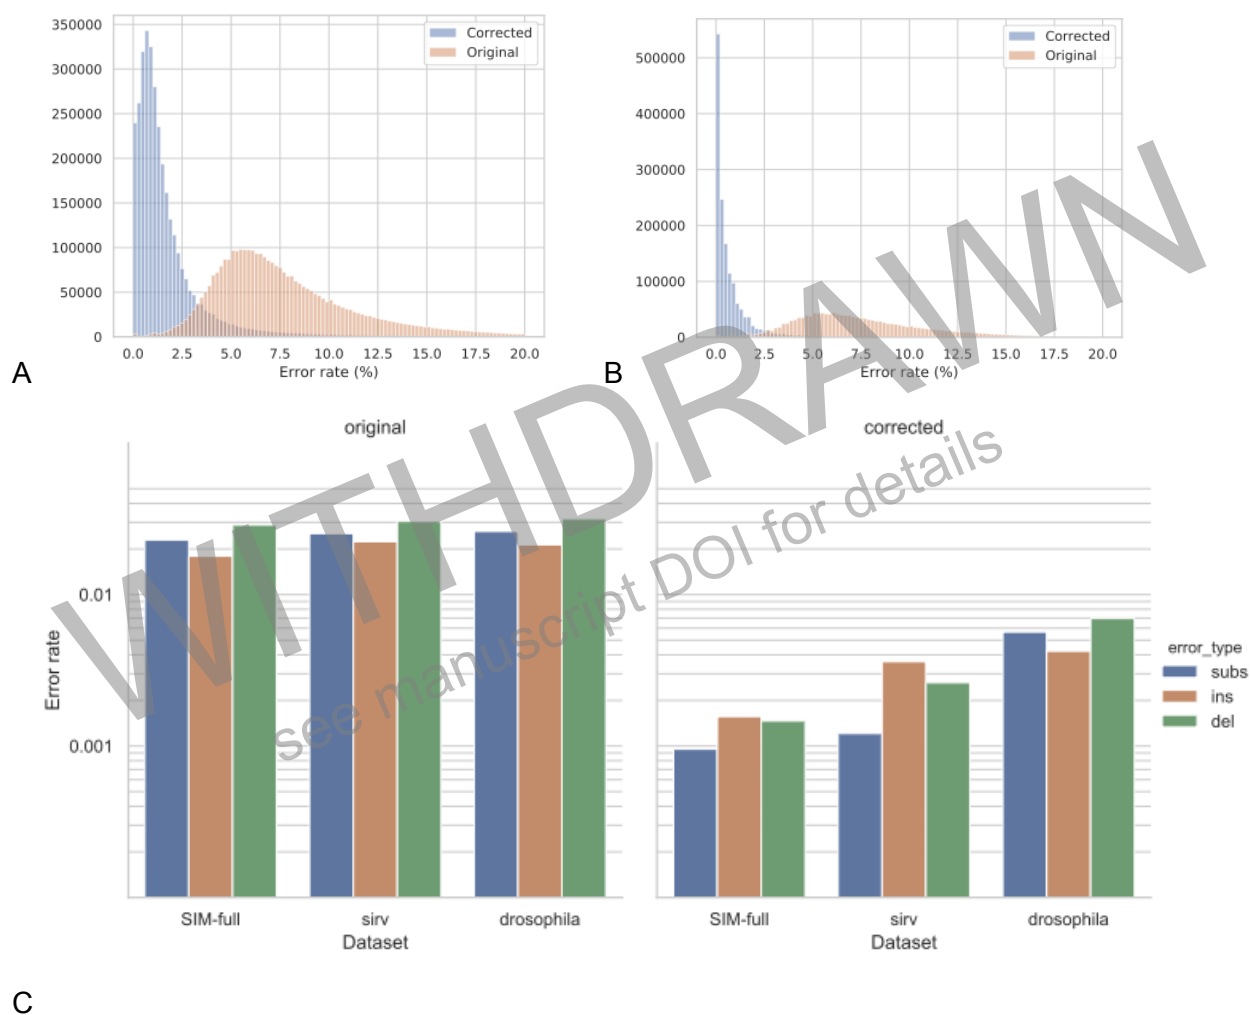 350000
300000
250000
200000
150000
100000
50000
0
0.0 2.5 5.0 7.5 10.0 12.5 15.0 17.5 20.0
Error rate (%)
Corrected
Original
A
500000
400000
300000
200000
100000
0
0.0 2.5 5.0 7.5 10.0 12.5 15.0 17.5 20.0
Error rate (%)
Corrected
Original
B
WITHDRAWN
see manuscript DOI for details
original
corrected
Error rate
0.01
0.001
SIM-full sirv drosophila
Dataset
SIM-full sirv drosophila
Dataset
error_type
subs
ins
del
C